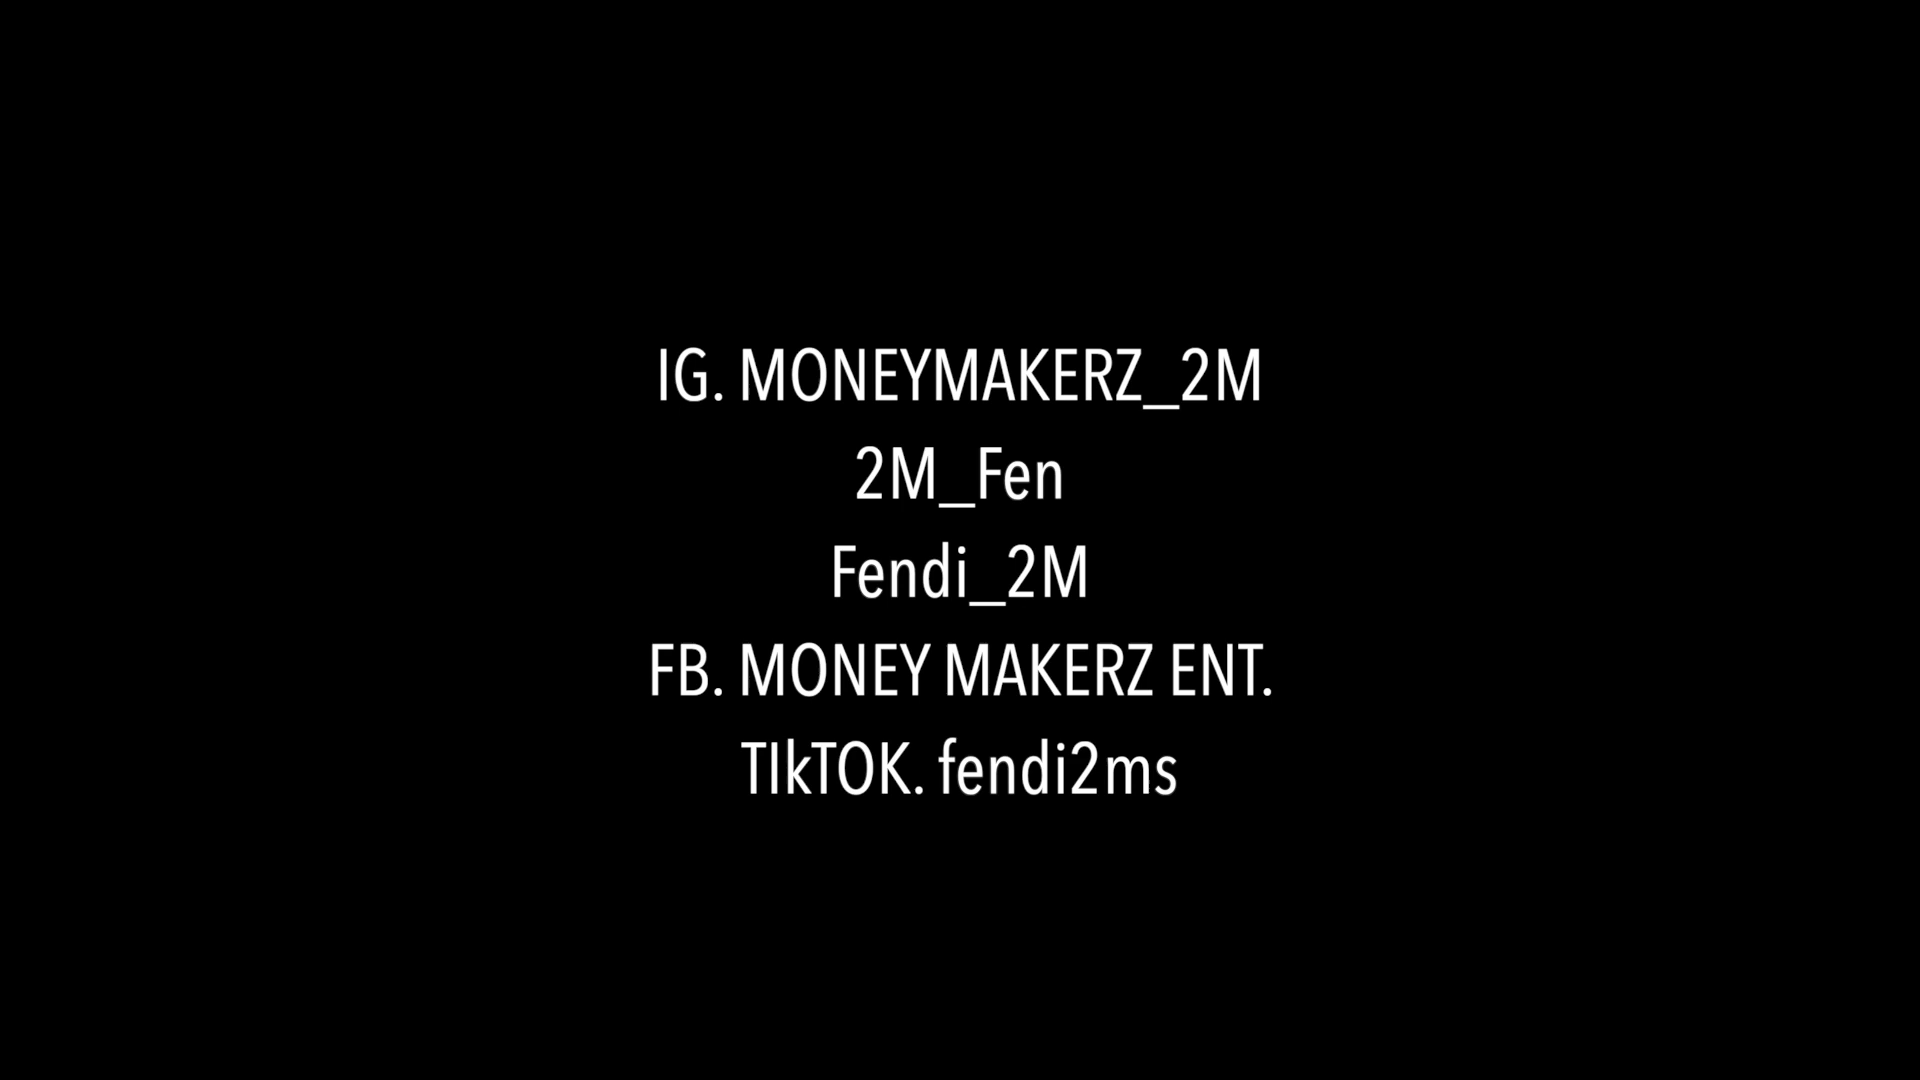 IG. MONEYMAKERZ_2M
2M_Fen
Fendi_2M
FB. MONEY MAKERZ ENT.
TIkTOK. fendi2ms